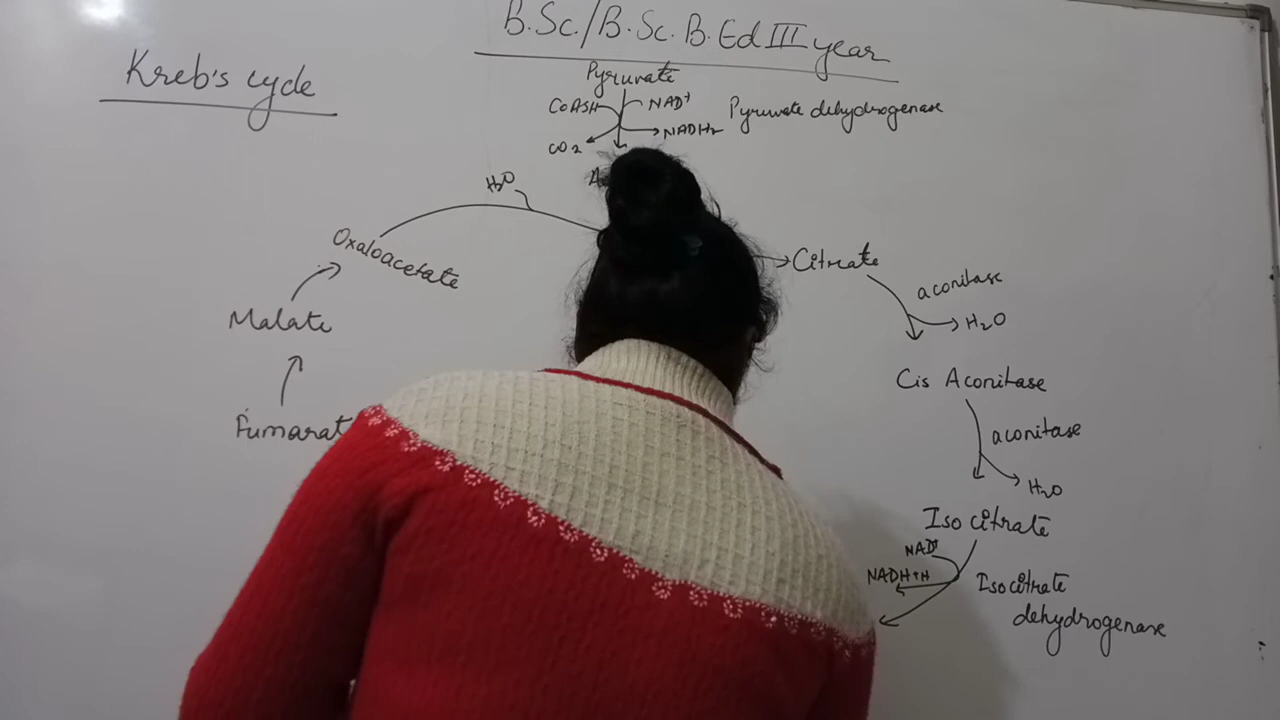 B.Sc./B.Sc.B.Ed III year
Kreb's cycle
Pyruvate
CoASH
NAD+
Pyruvate dehydrogenase
CO2
NADH2
H2O
Oxaloacetate
Citrate
aconitase
H2O
Malate
Cis Aconitase
Fumarat
aconitase
H2O
Iso citrate
NAD+
NADH+H
Isocitrate
dehydrogenase